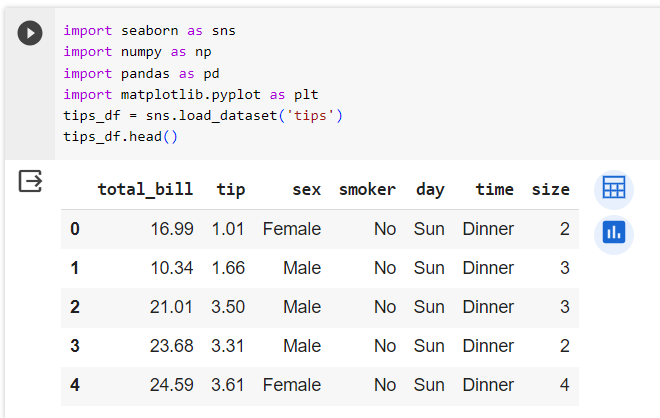 import seaborn as sns
import numpy as np
import pandas as pd
import matplotlib.pyplot as plt
tips_df = sns.load_dataset('tips')
tips_df.head()
total_bill tip sex smoker day time size
0 16.99 1.01 Female No Sun Dinner 2
1 10.34 1.66 Male No Sun Dinner 3
2 21.01 3.50 Male No Sun Dinner 3
3 23.68 3.31 Male No Sun Dinner 2
4 24.59 3.61 Female No Sun Dinner 4